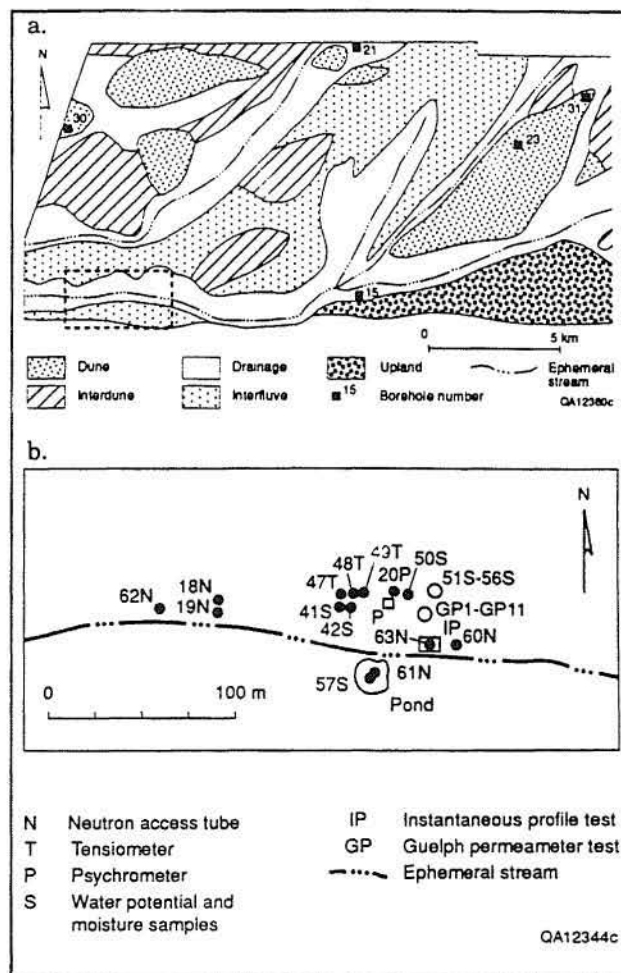 a.
N
21
30
31
23
15
0 5 km
Dune Drainage Upland Ephemeral stream
Interdune Interfluve 15 Borehole number
QA12360c
b.
N
47T 48T 49T 20P 50S
51S-56S
62N 18N
19N 41S 42S P GP1-GP11
63N IP 60N
57S 61N
Pond
0 100 m
N Neutron access tube IP Instantaneous profile test
T Tensiometer GP Guelph permeameter test
P Psychrometer Ephemeral stream
S Water potential and
moisture samples
QA12344c